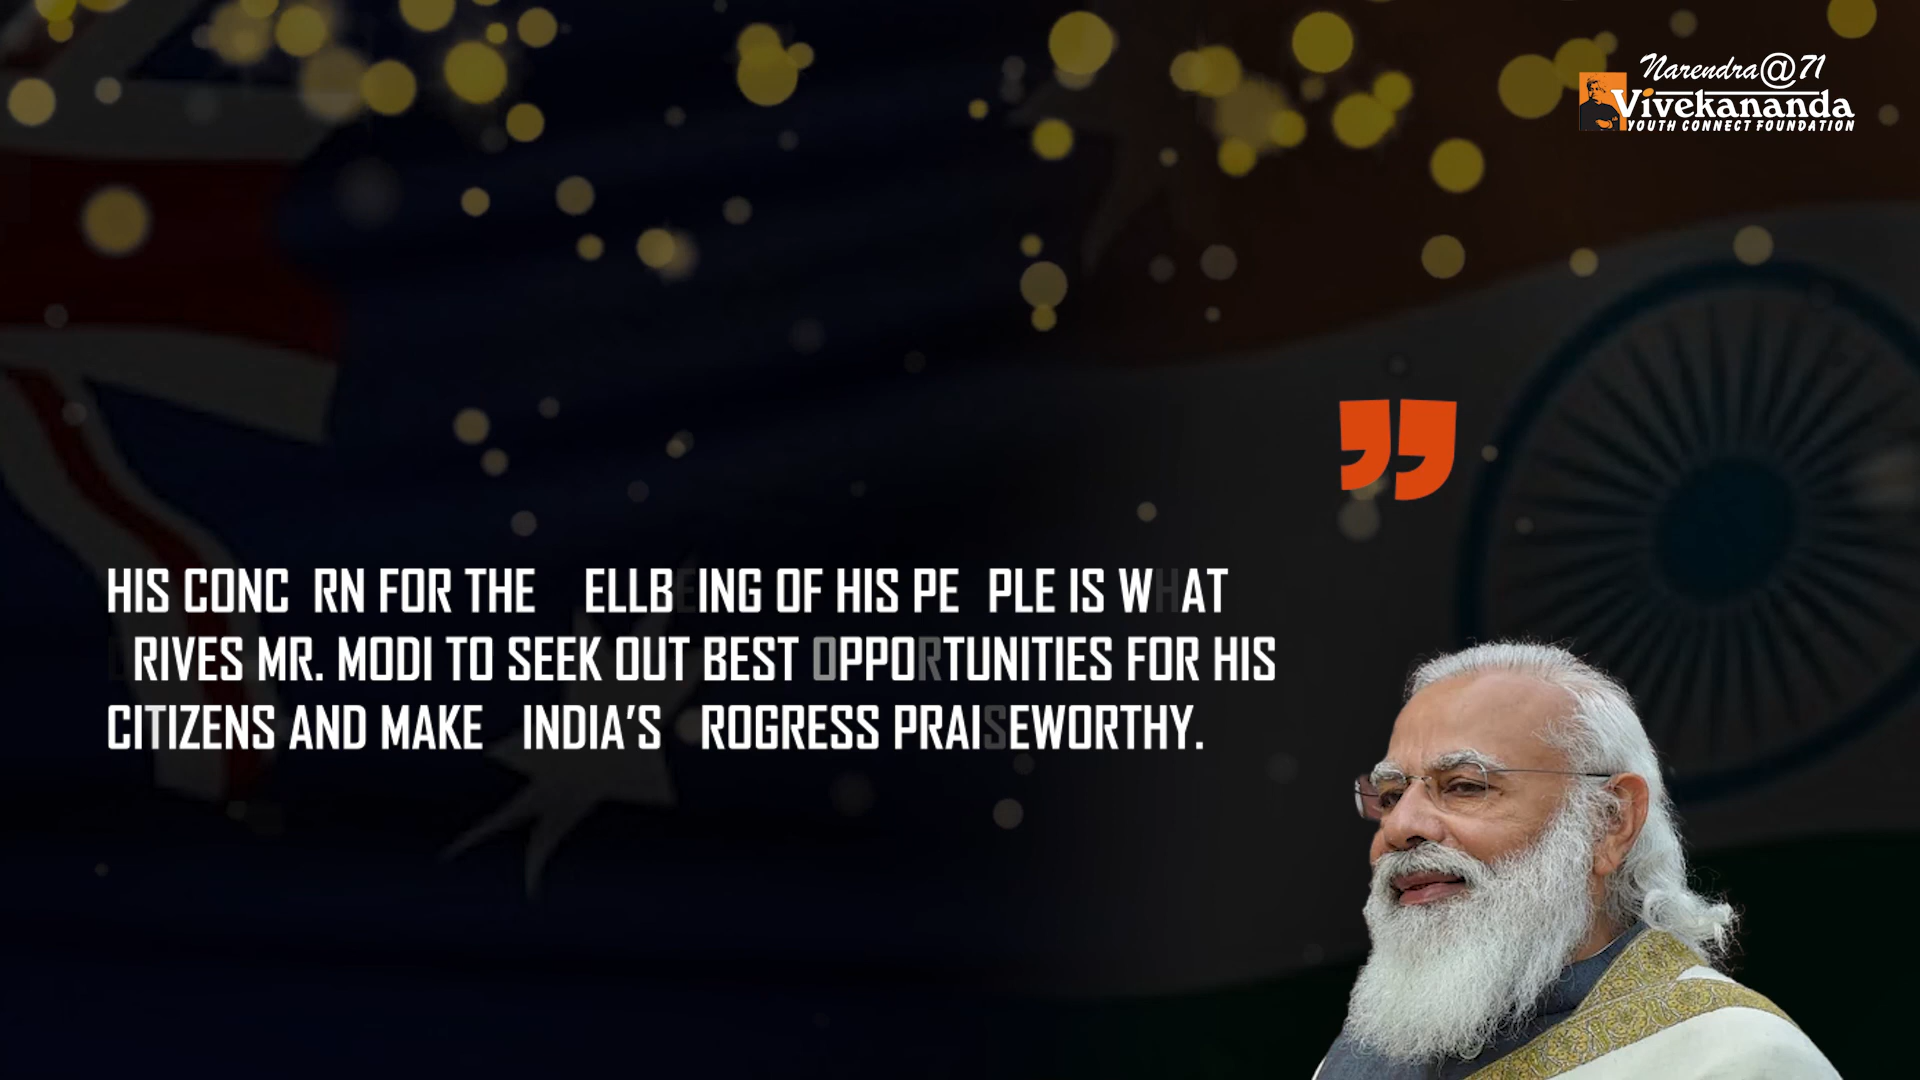 Narendra@71
Vivekananda
YOUTH CONNECT FOUNDATION
”
HIS CONC RN FOR THE ELLBEING OF HIS PE PLE IS WHAT
DRIVES MR. MODI TO SEEK OUT BEST OPPORTUNITIES FOR HIS
CITIZENS AND MAKE INDIA’S ROGRESS PRAISEWORTHY.